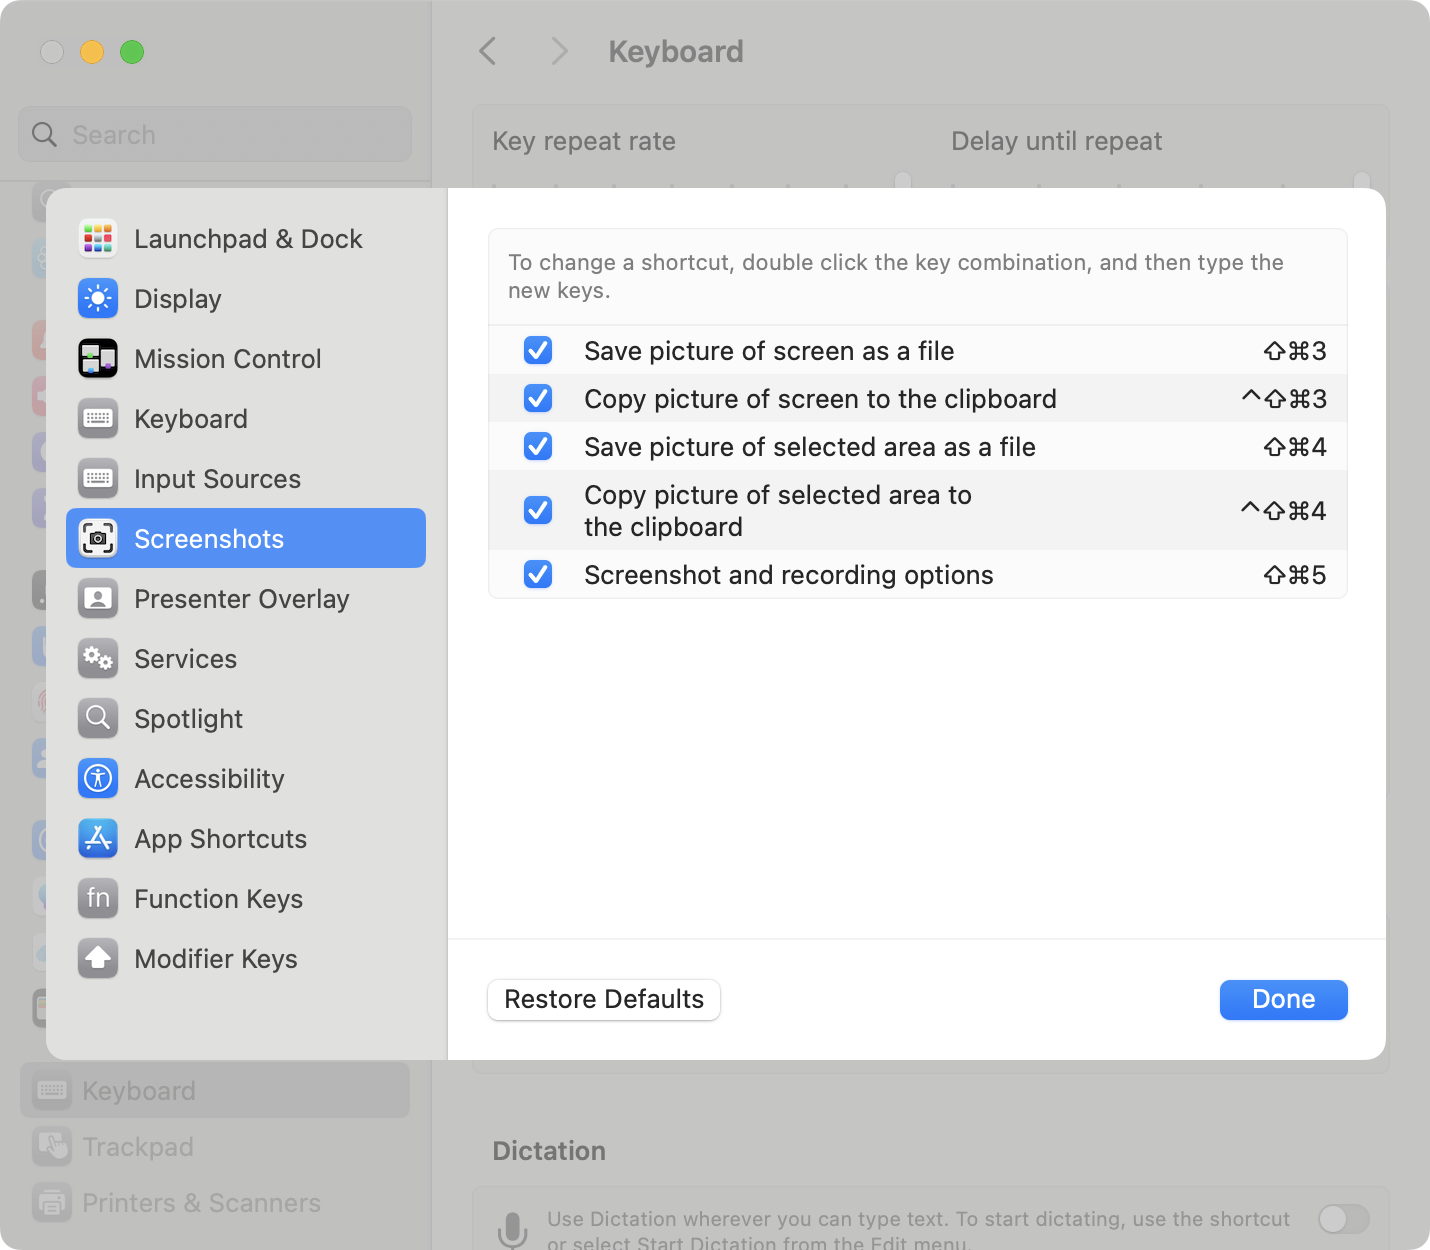 Keyboard
Search
Key repeat rate
Delay until repeat
Launchpad & Dock
Display
Mission Control
Keyboard
Input Sources
Screenshots
Presenter Overlay
Services
Spotlight
Accessibility
App Shortcuts
fn Function Keys
Modifier Keys
To change a shortcut, double click the key combination, and then type the
new keys.
Save picture of screen as a file ⇧⌘3
Copy picture of screen to the clipboard ^⇧⌘3
Save picture of selected area as a file ⇧⌘4
Copy picture of selected area to
the clipboard ^⇧⌘4
Screenshot and recording options ⇧⌘5
Restore Defaults
Done
Keyboard
Trackpad
Printers & Scanners
Dictation
Use Dictation wherever you can type text. To start dictating, use the shortcut
or select Start Dictation from the Edit menu.